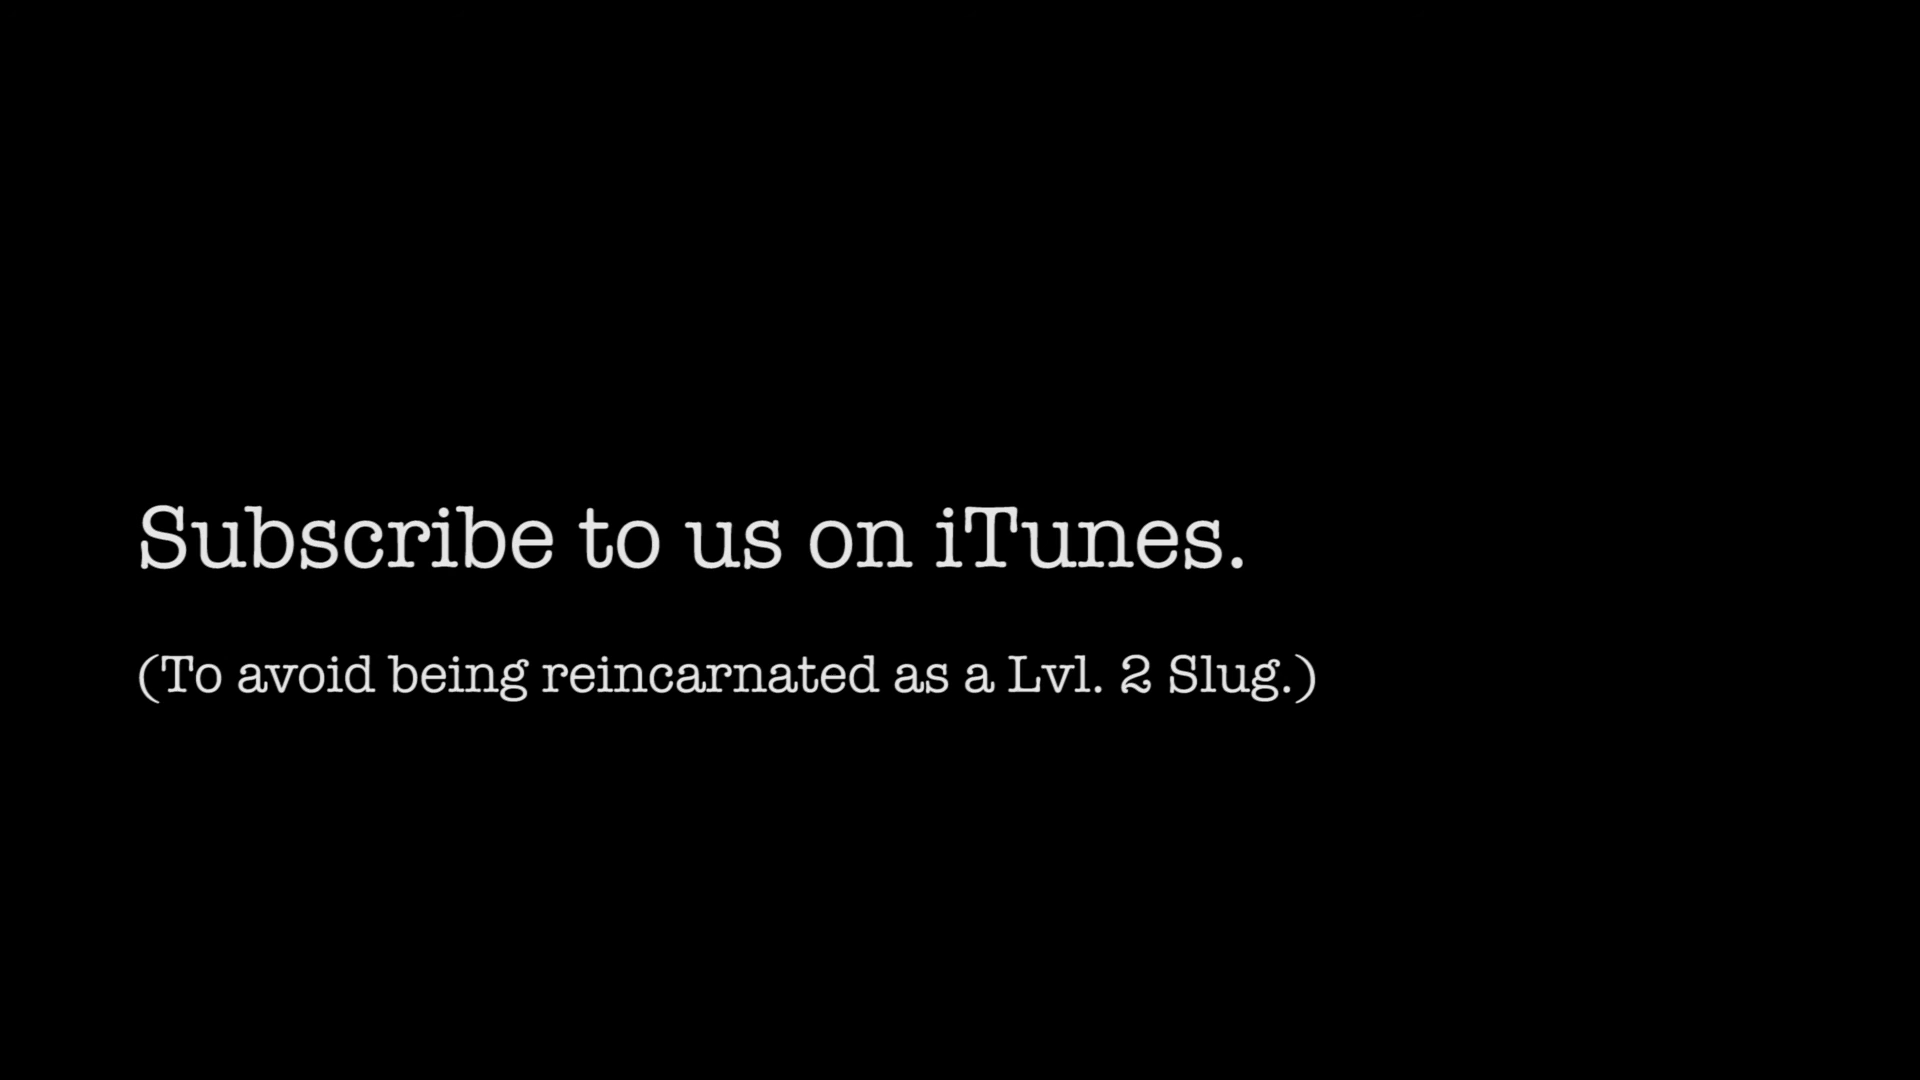 Subscribe to us on iTunes.
(To avoid being reincarnated as a Lvl. 2 Slug.)